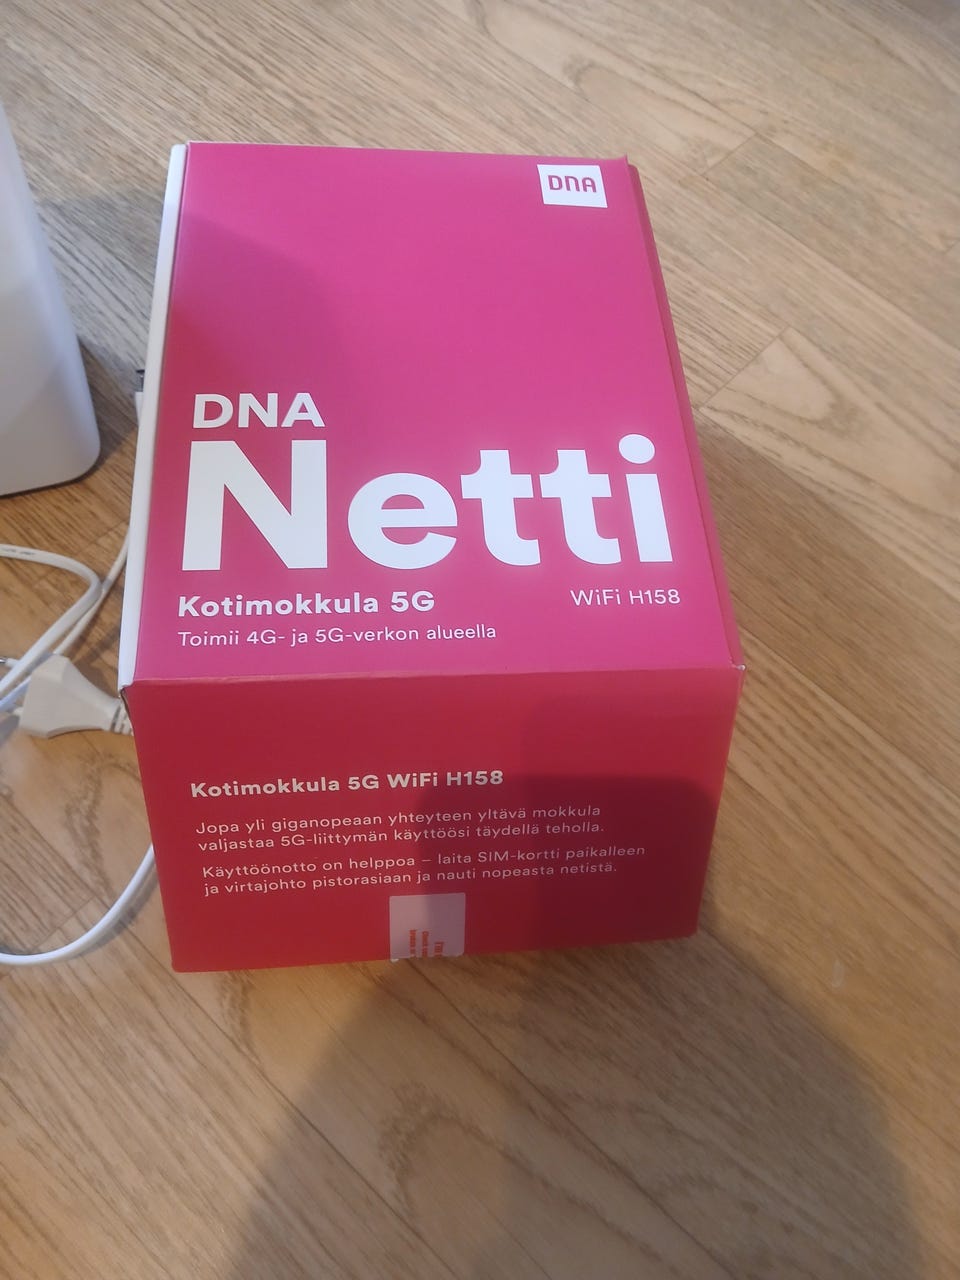 DNA
DNA
Netti
Kotimokkula 5G
WiFi H158
Toimii 4G- ja 5G-verkon alueella
Kotimokkula 5G WiFi H158
Jopa yli giganopeaan yhteyteen yltävä mokkula
valjastaa 5G-liittymän käyttöösi täydellä teholla.
Käyttöönotto on helppoa – laita SIM-kortti paikalleen
ja virtajohto pistorasiaan ja nauti nopeasta netistä.